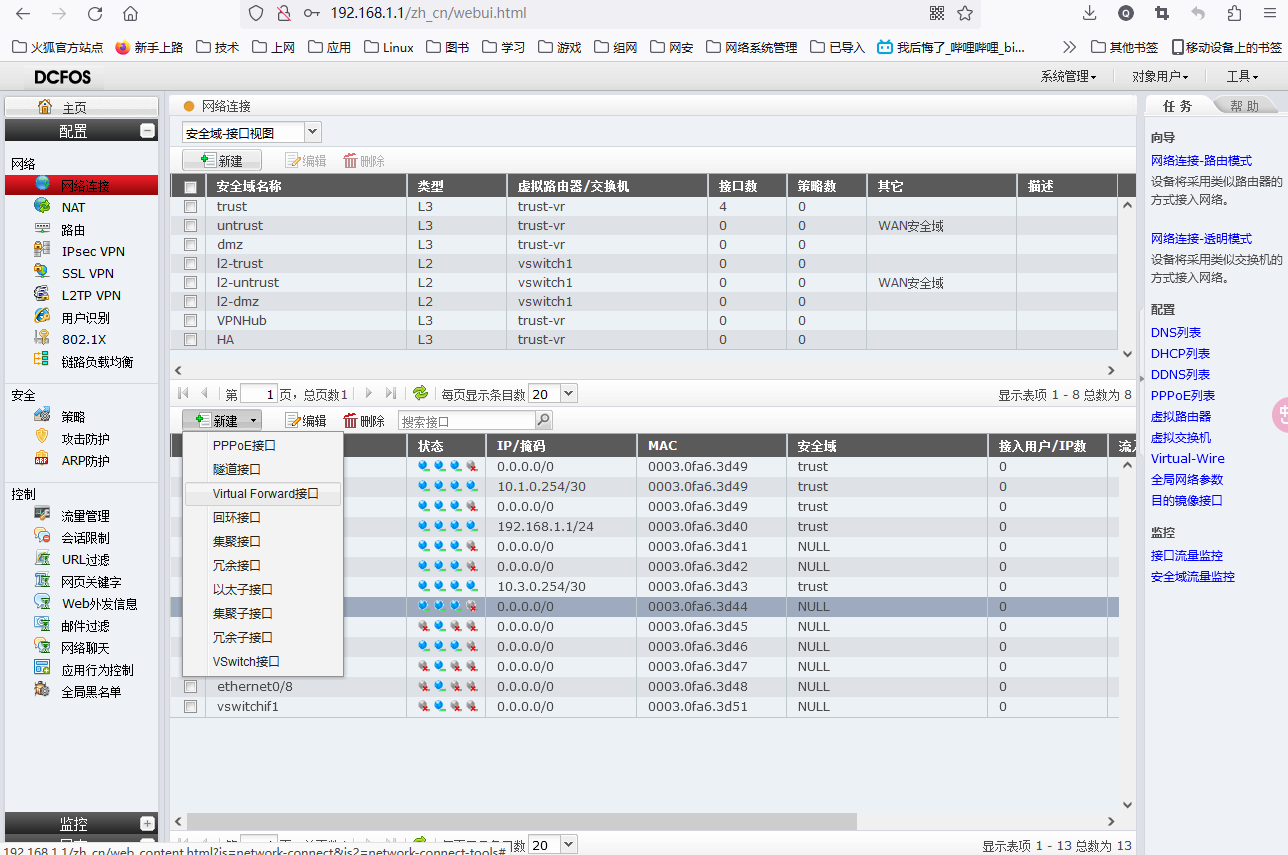 192.168.1.1/zh_cn/webui.html
火狐官方站点 新手上路 技术 上网 应用 Linux 图书 学习 游戏 组网 网安 网络系统管理 已导入 我后悔了_哔哩哔哩_bi... 其他书签 移动设备上的书签
DCFOS 系统管理 对象用户 工具
主页
配置
网络
网络连接
NAT
路由
IPsec VPN
SSL VPN
L2TP VPN
用户识别
802.1X
链路负载均衡
安全
策略
攻击防护
ARP防护
控制
流量管理
会话限制
URL过滤
网页关键字
Web外发信息
邮件过滤
网络聊天
应用行为控制
全局黑名单
监控
网络连接
安全域-接口视图
新建 编辑 删除
安全域名称 类型 虚拟路由器/交换机 接口数 策略数 其它 描述
trust L3 trust-vr 4 0
untrust L3 trust-vr 0 0 WAN安全域
dmz L3 trust-vr 0 0
l2-trust L2 vswitch1 0 0
l2-untrust L2 vswitch1 0 0 WAN安全域
l2-dmz L2 vswitch1 0 0
VPNHub L3 trust-vr 0 0
HA L3 trust-vr 0 0
第 1 页，总页数1 每页显示条目数 20 显示表项 1 - 8 总数为 8
新建 编辑 删除 搜索接口
状态 IP/掩码 MAC 安全域 接入用户/IP数
PPPoE接口
隧道接口
Virtual Forward接口
回环接口
集聚接口
冗余接口
以太子接口
集聚子接口
冗余子接口
VSwitch接口
0.0.0.0/0 0003.0fa6.3d49 trust 0
10.1.0.254/30 0003.0fa6.3d49 trust 0
0.0.0.0/0 0003.0fa6.3d49 trust 0
192.168.1.1/24 0003.0fa6.3d40 trust 0
0.0.0.0/0 0003.0fa6.3d41 NULL 0
0.0.0.0/0 0003.0fa6.3d42 NULL 0
10.3.0.254/30 0003.0fa6.3d43 trust 0
0.0.0.0/0 0003.0fa6.3d44 NULL 0
0.0.0.0/0 0003.0fa6.3d45 NULL 0
0.0.0.0/0 0003.0fa6.3d46 NULL 0
0.0.0.0/0 0003.0fa6.3d47 NULL 0
ethernet0/8 0.0.0.0/0 0003.0fa6.3d48 NULL 0
vswitchif1 0.0.0.0/0 0003.0fa6.3d51 NULL 0
20 显示表项 1 - 13 总数为 13
192.168.1.1/zh_cn/web_content.html?is=network-connect&is2=network-connect-tools#
任务 帮助
向导
网络连接-路由模式
设备将采用类似路由器的
方式接入网络。
网络连接-透明模式
设备将采用类似交换机的
方式接入网络。
配置
DNS列表
DHCP列表
DDNS列表
PPPoE列表
虚拟路由器
虚拟交换机
Virtual-Wire
全局网络参数
目的镜像接口
监控
接口流量监控
安全域流量监控